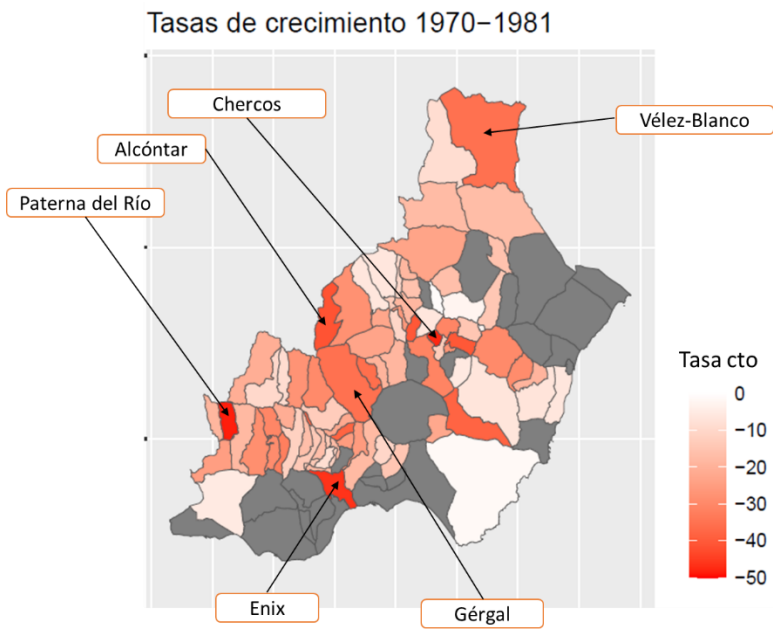 Tasas de crecimiento 1970−1981
Chercos
Vélez-Blanco
Alcóntar
Paterna del Río
Tasa cto
0
−10
−20
−30
−40
−50
Enix
Gérgal